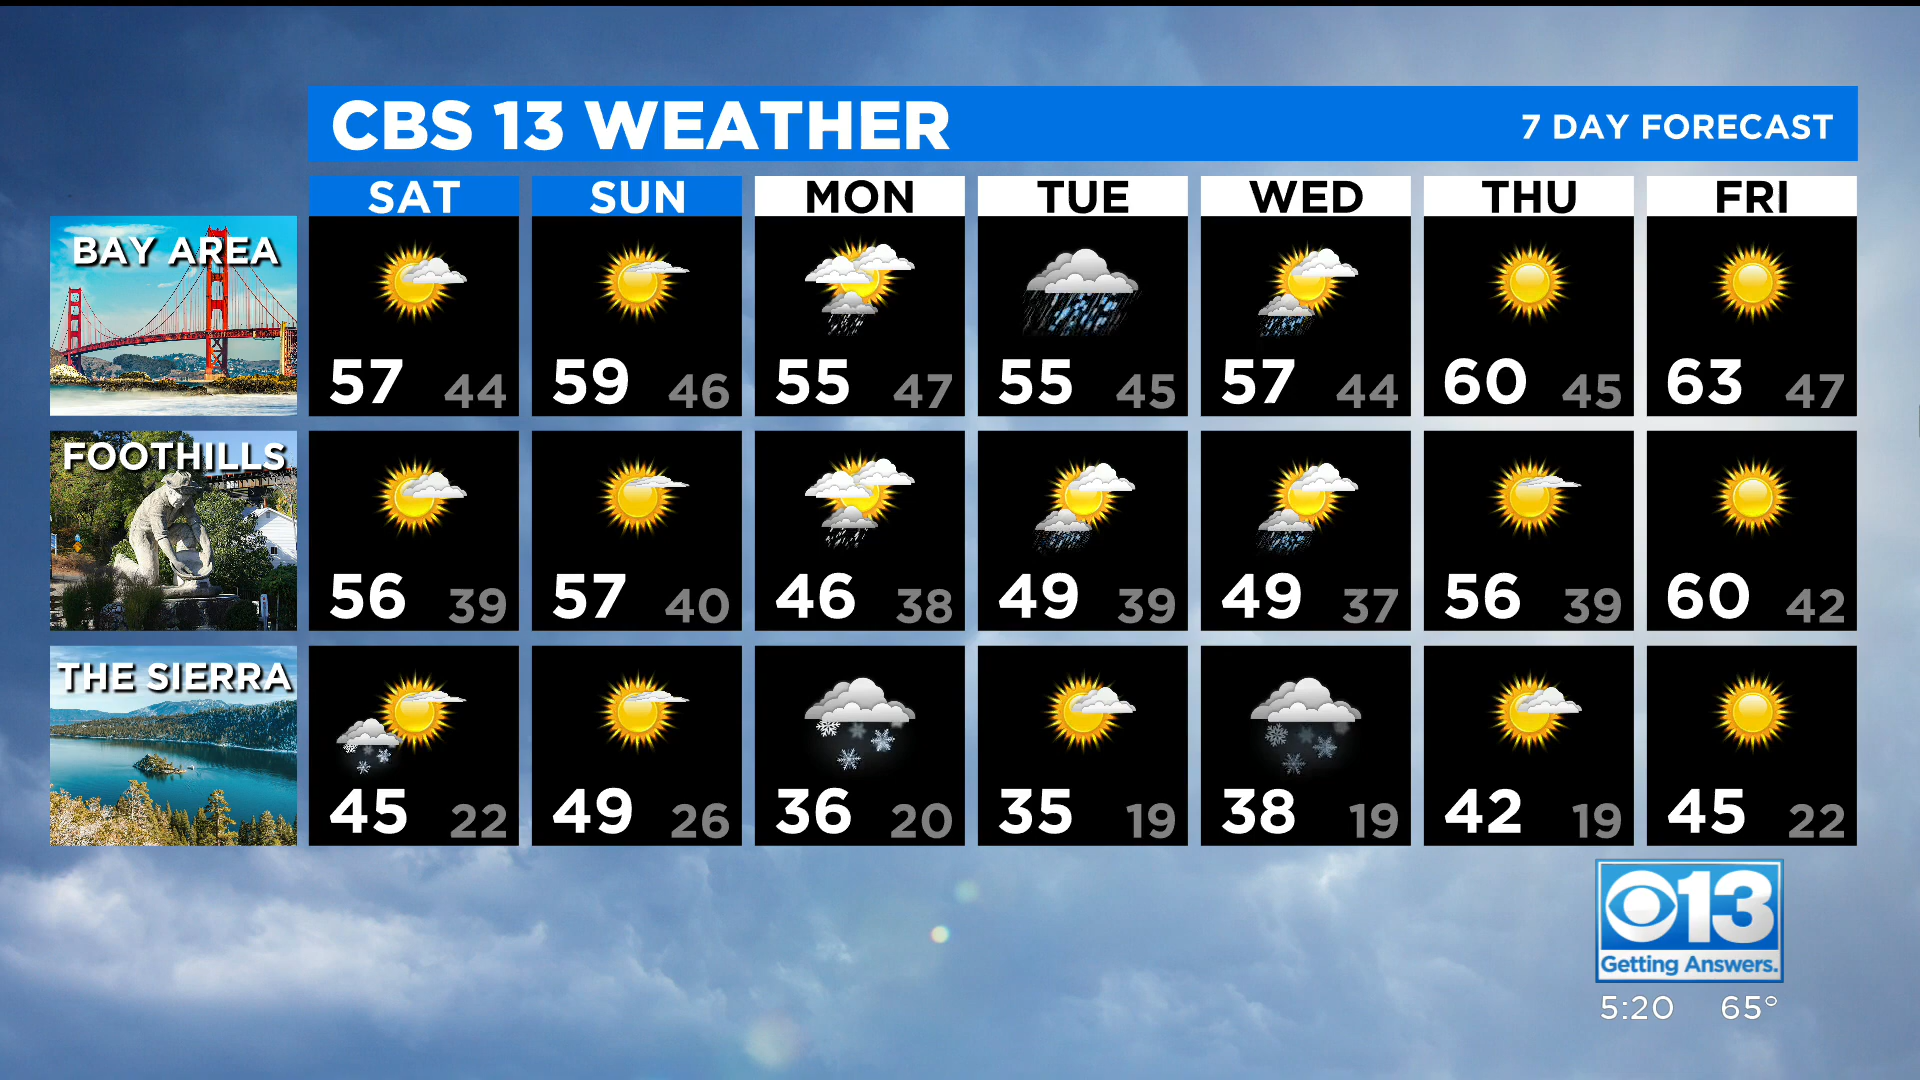 CBS 13 WEATHER
7 DAY FORECAST
SAT SUN MON TUE WED THU FRI
BAY AREA
57 44 59 46 55 47 55 45 57 44 60 45 63 47
FOOTHILLS
56 39 57 40 46 38 49 39 49 37 56 39 60 42
THE SIERRA
45 22 49 26 36 20 35 19 38 19 42 19 45 22
13
Getting Answers.
5:20 65°